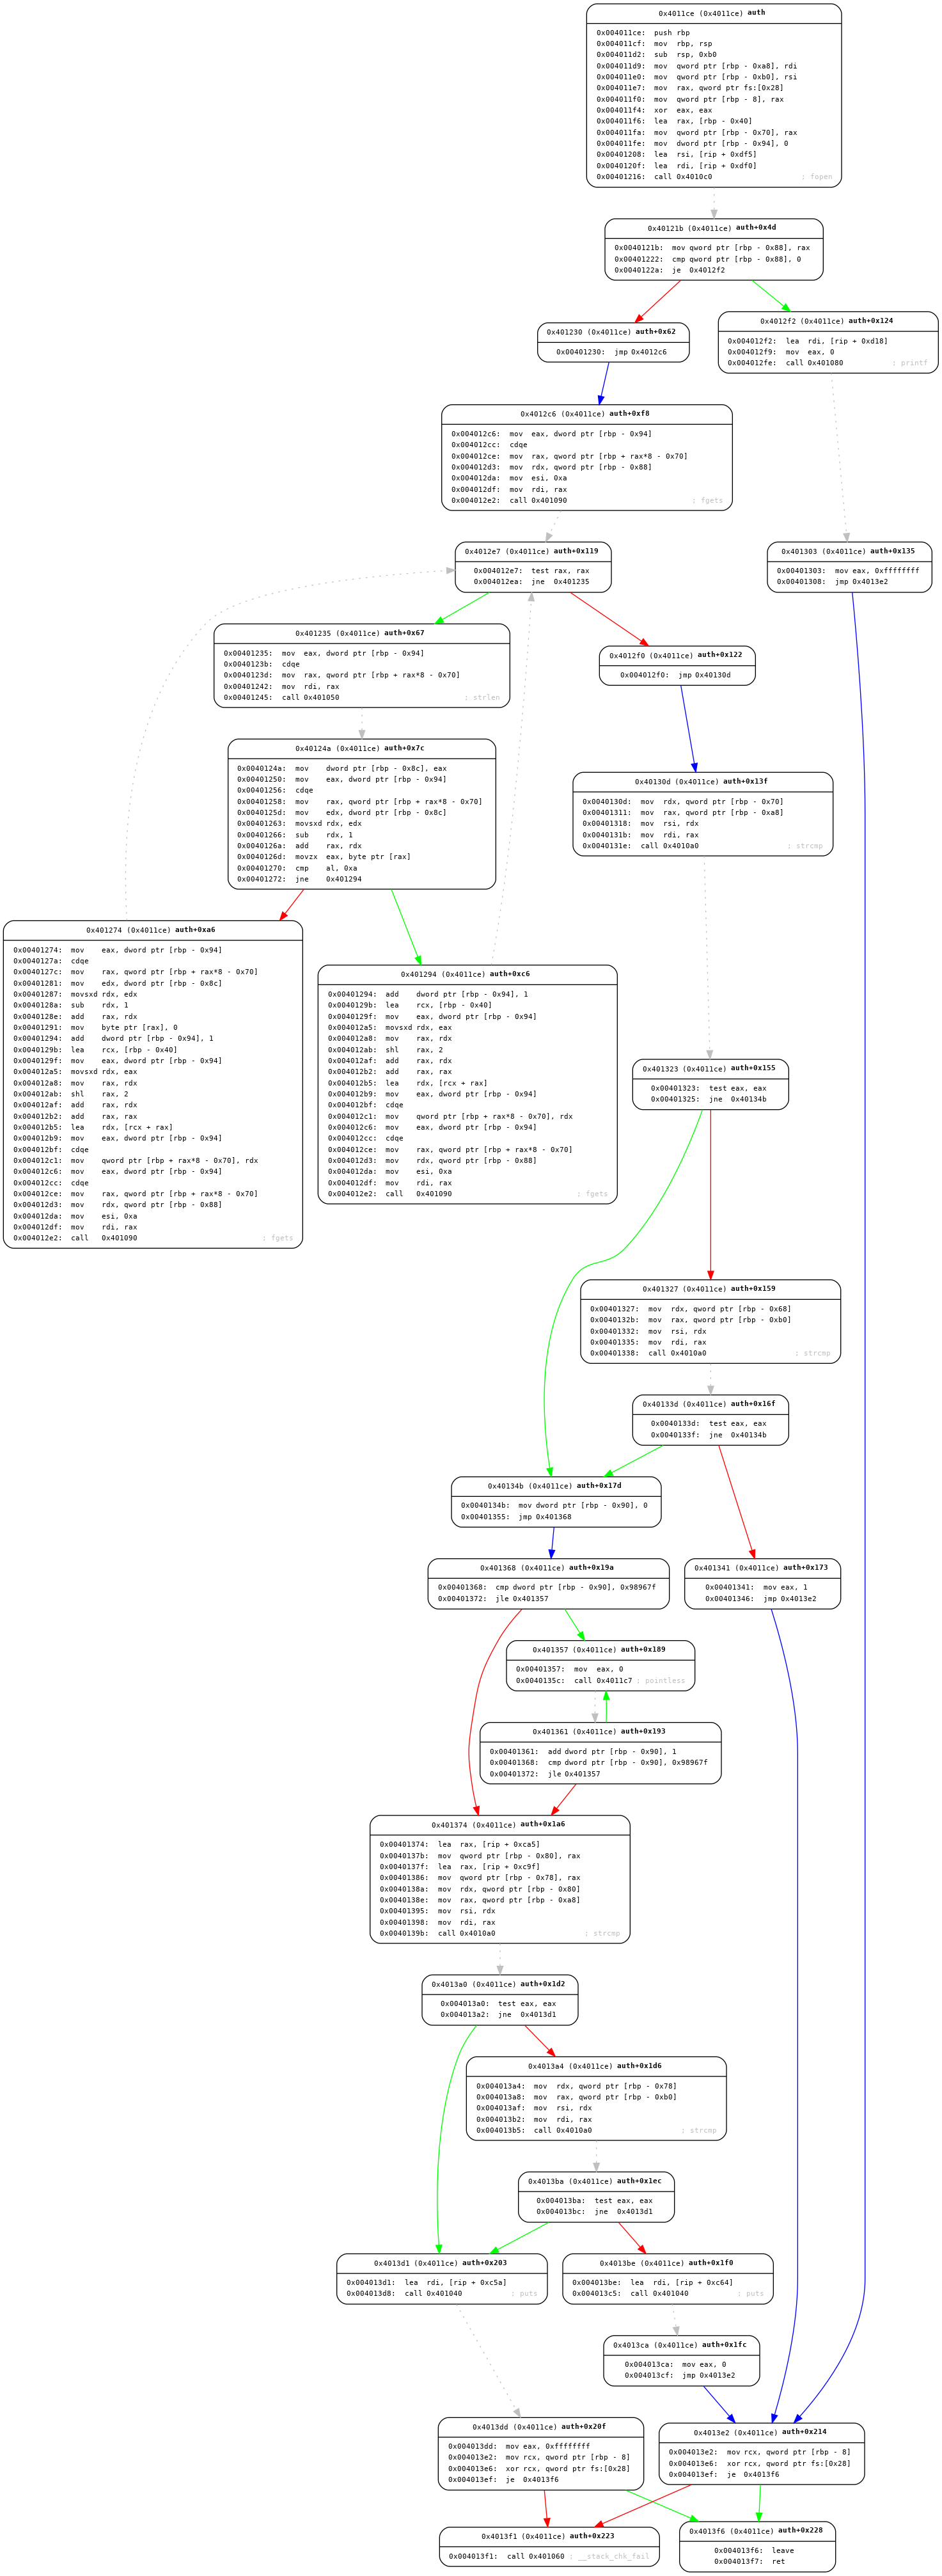 0x4011ce (0x4011ce) auth
0x004011ce: push rbp
0x004011cf: mov rbp, rsp
0x004011d2: sub rsp, 0xb0
0x004011d9: mov qword ptr [rbp - 0xa8], rdi
0x004011e0: mov qword ptr [rbp - 0xb0], rsi
0x004011e7: mov rax, qword ptr fs:[0x28]
0x004011f0: mov qword ptr [rbp - 8], rax
0x004011f4: xor eax, eax
0x004011f6: lea rax, [rbp - 0x40]
0x004011fa: mov qword ptr [rbp - 0x70], rax
0x004011fe: mov dword ptr [rbp - 0x94], 0
0x00401208: lea rsi, [rip + 0xdf5]
0x0040120f: lea rdi, [rip + 0xdf0]
0x00401216: call 0x4010c0 ; fopen
0x40121b (0x4011ce) auth+0x4d
0x0040121b: mov qword ptr [rbp - 0x88], rax
0x00401222: cmp qword ptr [rbp - 0x88], 0
0x0040122a: je 0x4012f2
0x401230 (0x4011ce) auth+0x62
0x00401230: jmp 0x4012c6
0x4012f2 (0x4011ce) auth+0x124
0x004012f2: lea rdi, [rip + 0xd18]
0x004012f9: mov eax, 0
0x004012fe: call 0x401080 ; printf
0x4012c6 (0x4011ce) auth+0xf8
0x004012c6: mov eax, dword ptr [rbp - 0x94]
0x004012cc: cdqe
0x004012ce: mov rax, qword ptr [rbp + rax*8 - 0x70]
0x004012d3: mov rdx, qword ptr [rbp - 0x88]
0x004012da: mov esi, 0xa
0x004012df: mov rdi, rax
0x004012e2: call 0x401090 ; fgets
0x4012e7 (0x4011ce) auth+0x119
0x004012e7: test rax, rax
0x004012ea: jne 0x401235
0x401303 (0x4011ce) auth+0x135
0x00401303: mov eax, 0xffffffff
0x00401308: jmp 0x4013e2
0x401235 (0x4011ce) auth+0x67
0x00401235: mov eax, dword ptr [rbp - 0x94]
0x0040123b: cdqe
0x0040123d: mov rax, qword ptr [rbp + rax*8 - 0x70]
0x00401242: mov rdi, rax
0x00401245: call 0x401050 ; strlen
0x4012f0 (0x4011ce) auth+0x122
0x004012f0: jmp 0x40130d
0x40124a (0x4011ce) auth+0x7c
0x0040124a: mov dword ptr [rbp - 0x8c], eax
0x00401250: mov eax, dword ptr [rbp - 0x94]
0x00401256: cdqe
0x00401258: mov rax, qword ptr [rbp + rax*8 - 0x70]
0x0040125d: mov edx, dword ptr [rbp - 0x8c]
0x00401263: movsxd rdx, edx
0x00401266: sub rdx, 1
0x0040126a: add rax, rdx
0x0040126d: movzx eax, byte ptr [rax]
0x00401270: cmp al, 0xa
0x00401272: jne 0x401294
0x40130d (0x4011ce) auth+0x13f
0x0040130d: mov rdx, qword ptr [rbp - 0x70]
0x00401311: mov rax, qword ptr [rbp - 0xa8]
0x00401318: mov rsi, rdx
0x0040131b: mov rdi, rax
0x0040131e: call 0x4010a0 ; strcmp
0x401274 (0x4011ce) auth+0xa6
0x00401274: mov eax, dword ptr [rbp - 0x94]
0x0040127a: cdqe
0x0040127c: mov rax, qword ptr [rbp + rax*8 - 0x70]
0x00401281: mov edx, dword ptr [rbp - 0x8c]
0x00401287: movsxd rdx, edx
0x0040128a: sub rdx, 1
0x0040128e: add rax, rdx
0x00401291: mov byte ptr [rax], 0
0x00401294: add dword ptr [rbp - 0x94], 1
0x0040129b: lea rcx, [rbp - 0x40]
0x0040129f: mov eax, dword ptr [rbp - 0x94]
0x004012a5: movsxd rdx, eax
0x004012a8: mov rax, rdx
0x004012ab: shl rax, 2
0x004012af: add rax, rdx
0x004012b2: add rax, rax
0x004012b5: lea rdx, [rcx + rax]
0x004012b9: mov eax, dword ptr [rbp - 0x94]
0x004012bf: cdqe
0x004012c1: mov qword ptr [rbp + rax*8 - 0x70], rdx
0x004012c6: mov eax, dword ptr [rbp - 0x94]
0x004012cc: cdqe
0x004012ce: mov rax, qword ptr [rbp + rax*8 - 0x70]
0x004012d3: mov rdx, qword ptr [rbp - 0x88]
0x004012da: mov esi, 0xa
0x004012df: mov rdi, rax
0x004012e2: call 0x401090 ; fgets
0x401294 (0x4011ce) auth+0xc6
0x00401294: add dword ptr [rbp - 0x94], 1
0x0040129b: lea rcx, [rbp - 0x40]
0x0040129f: mov eax, dword ptr [rbp - 0x94]
0x004012a5: movsxd rdx, eax
0x004012a8: mov rax, rdx
0x004012ab: shl rax, 2
0x004012af: add rax, rdx
0x004012b2: add rax, rax
0x004012b5: lea rdx, [rcx + rax]
0x004012b9: mov eax, dword ptr [rbp - 0x94]
0x004012bf: cdqe
0x004012c1: mov qword ptr [rbp + rax*8 - 0x70], rdx
0x004012c6: mov eax, dword ptr [rbp - 0x94]
0x004012cc: cdqe
0x004012ce: mov rax, qword ptr [rbp + rax*8 - 0x70]
0x004012d3: mov rdx, qword ptr [rbp - 0x88]
0x004012da: mov esi, 0xa
0x004012df: mov rdi, rax
0x004012e2: call 0x401090 ; fgets
0x401323 (0x4011ce) auth+0x155
0x00401323: test eax, eax
0x00401325: jne 0x40134b
0x401327 (0x4011ce) auth+0x159
0x00401327: mov rdx, qword ptr [rbp - 0x68]
0x0040132b: mov rax, qword ptr [rbp - 0xb0]
0x00401332: mov rsi, rdx
0x00401335: mov rdi, rax
0x00401338: call 0x4010a0 ; strcmp
0x40133d (0x4011ce) auth+0x16f
0x0040133d: test eax, eax
0x0040133f: jne 0x40134b
0x40134b (0x4011ce) auth+0x17d
0x0040134b: mov dword ptr [rbp - 0x90], 0
0x00401355: jmp 0x401368
0x401368 (0x4011ce) auth+0x19a
0x00401368: cmp dword ptr [rbp - 0x90], 0x98967f
0x00401372: jle 0x401357
0x401341 (0x4011ce) auth+0x173
0x00401341: mov eax, 1
0x00401346: jmp 0x4013e2
0x401357 (0x4011ce) auth+0x189
0x00401357: mov eax, 0
0x0040135c: call 0x4011c7 ; pointless
0x401361 (0x4011ce) auth+0x193
0x00401361: add dword ptr [rbp - 0x90], 1
0x00401368: cmp dword ptr [rbp - 0x90], 0x98967f
0x00401372: jle 0x401357
0x401374 (0x4011ce) auth+0x1a6
0x00401374: lea rax, [rip + 0xca5]
0x0040137b: mov qword ptr [rbp - 0x80], rax
0x0040137f: lea rax, [rip + 0xc9f]
0x00401386: mov qword ptr [rbp - 0x78], rax
0x0040138a: mov rdx, qword ptr [rbp - 0x80]
0x0040138e: mov rax, qword ptr [rbp - 0xa8]
0x00401395: mov rsi, rdx
0x00401398: mov rdi, rax
0x0040139b: call 0x4010a0 ; strcmp
0x4013a0 (0x4011ce) auth+0x1d2
0x004013a0: test eax, eax
0x004013a2: jne 0x4013d1
0x4013a4 (0x4011ce) auth+0x1d6
0x004013a4: mov rdx, qword ptr [rbp - 0x78]
0x004013a8: mov rax, qword ptr [rbp - 0xb0]
0x004013af: mov rsi, rdx
0x004013b2: mov rdi, rax
0x004013b5: call 0x4010a0 ; strcmp
0x4013ba (0x4011ce) auth+0x1ec
0x004013ba: test eax, eax
0x004013bc: jne 0x4013d1
0x4013d1 (0x4011ce) auth+0x203
0x004013d1: lea rdi, [rip + 0xc5a]
0x004013d8: call 0x401040 ; puts
0x4013be (0x4011ce) auth+0x1f0
0x004013be: lea rdi, [rip + 0xc64]
0x004013c5: call 0x401040 ; puts
0x4013ca (0x4011ce) auth+0x1fc
0x004013ca: mov eax, 0
0x004013cf: jmp 0x4013e2
0x4013dd (0x4011ce) auth+0x20f
0x004013dd: mov eax, 0xffffffff
0x004013e2: mov rcx, qword ptr [rbp - 8]
0x004013e6: xor rcx, qword ptr fs:[0x28]
0x004013ef: je 0x4013f6
0x4013e2 (0x4011ce) auth+0x214
0x004013e2: mov rcx, qword ptr [rbp - 8]
0x004013e6: xor rcx, qword ptr fs:[0x28]
0x004013ef: je 0x4013f6
0x4013f1 (0x4011ce) auth+0x223
0x004013f1: call 0x401060 ; __stack_chk_fail
0x4013f6 (0x4011ce) auth+0x228
0x004013f6: leave
0x004013f7: ret